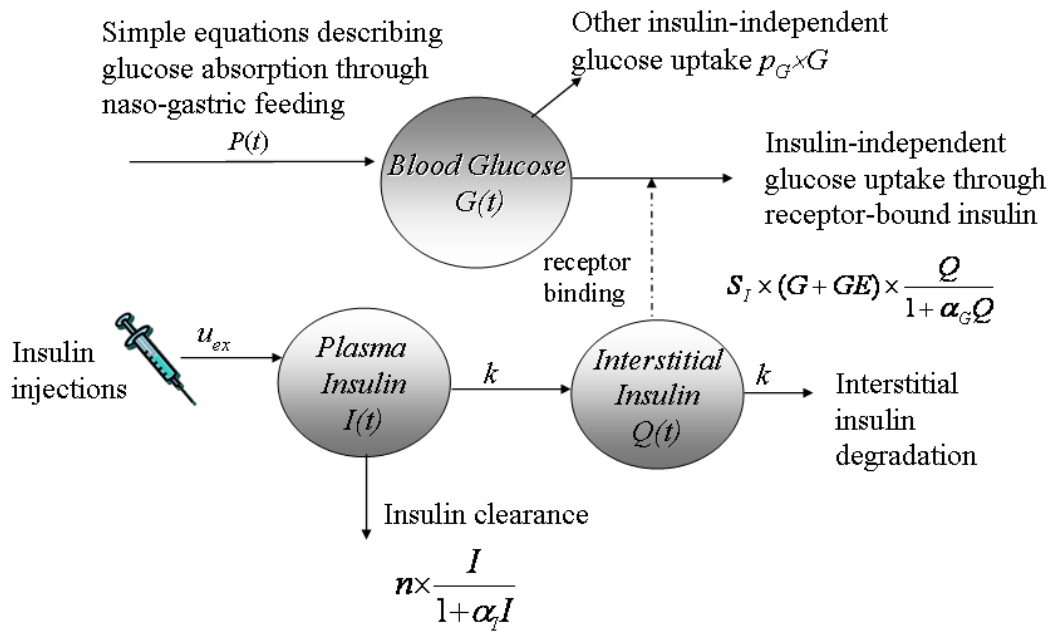 Simple equations describing
glucose absorption through
naso-gastric feeding
P(t)
Other insulin-independent
glucose uptake p_G×G
Blood Glucose
G(t)
Insulin-independent
glucose uptake through
receptor-bound insulin
receptor
binding
S_I × (G + GE) × Q / (1 + α_G Q)
Insulin
injections
u_ex
Plasma
Insulin
I(t)
k
Interstitial
Insulin
Q(t)
k
Interstitial
insulin
degradation
Insulin clearance
n × I / (1 + α_I I)